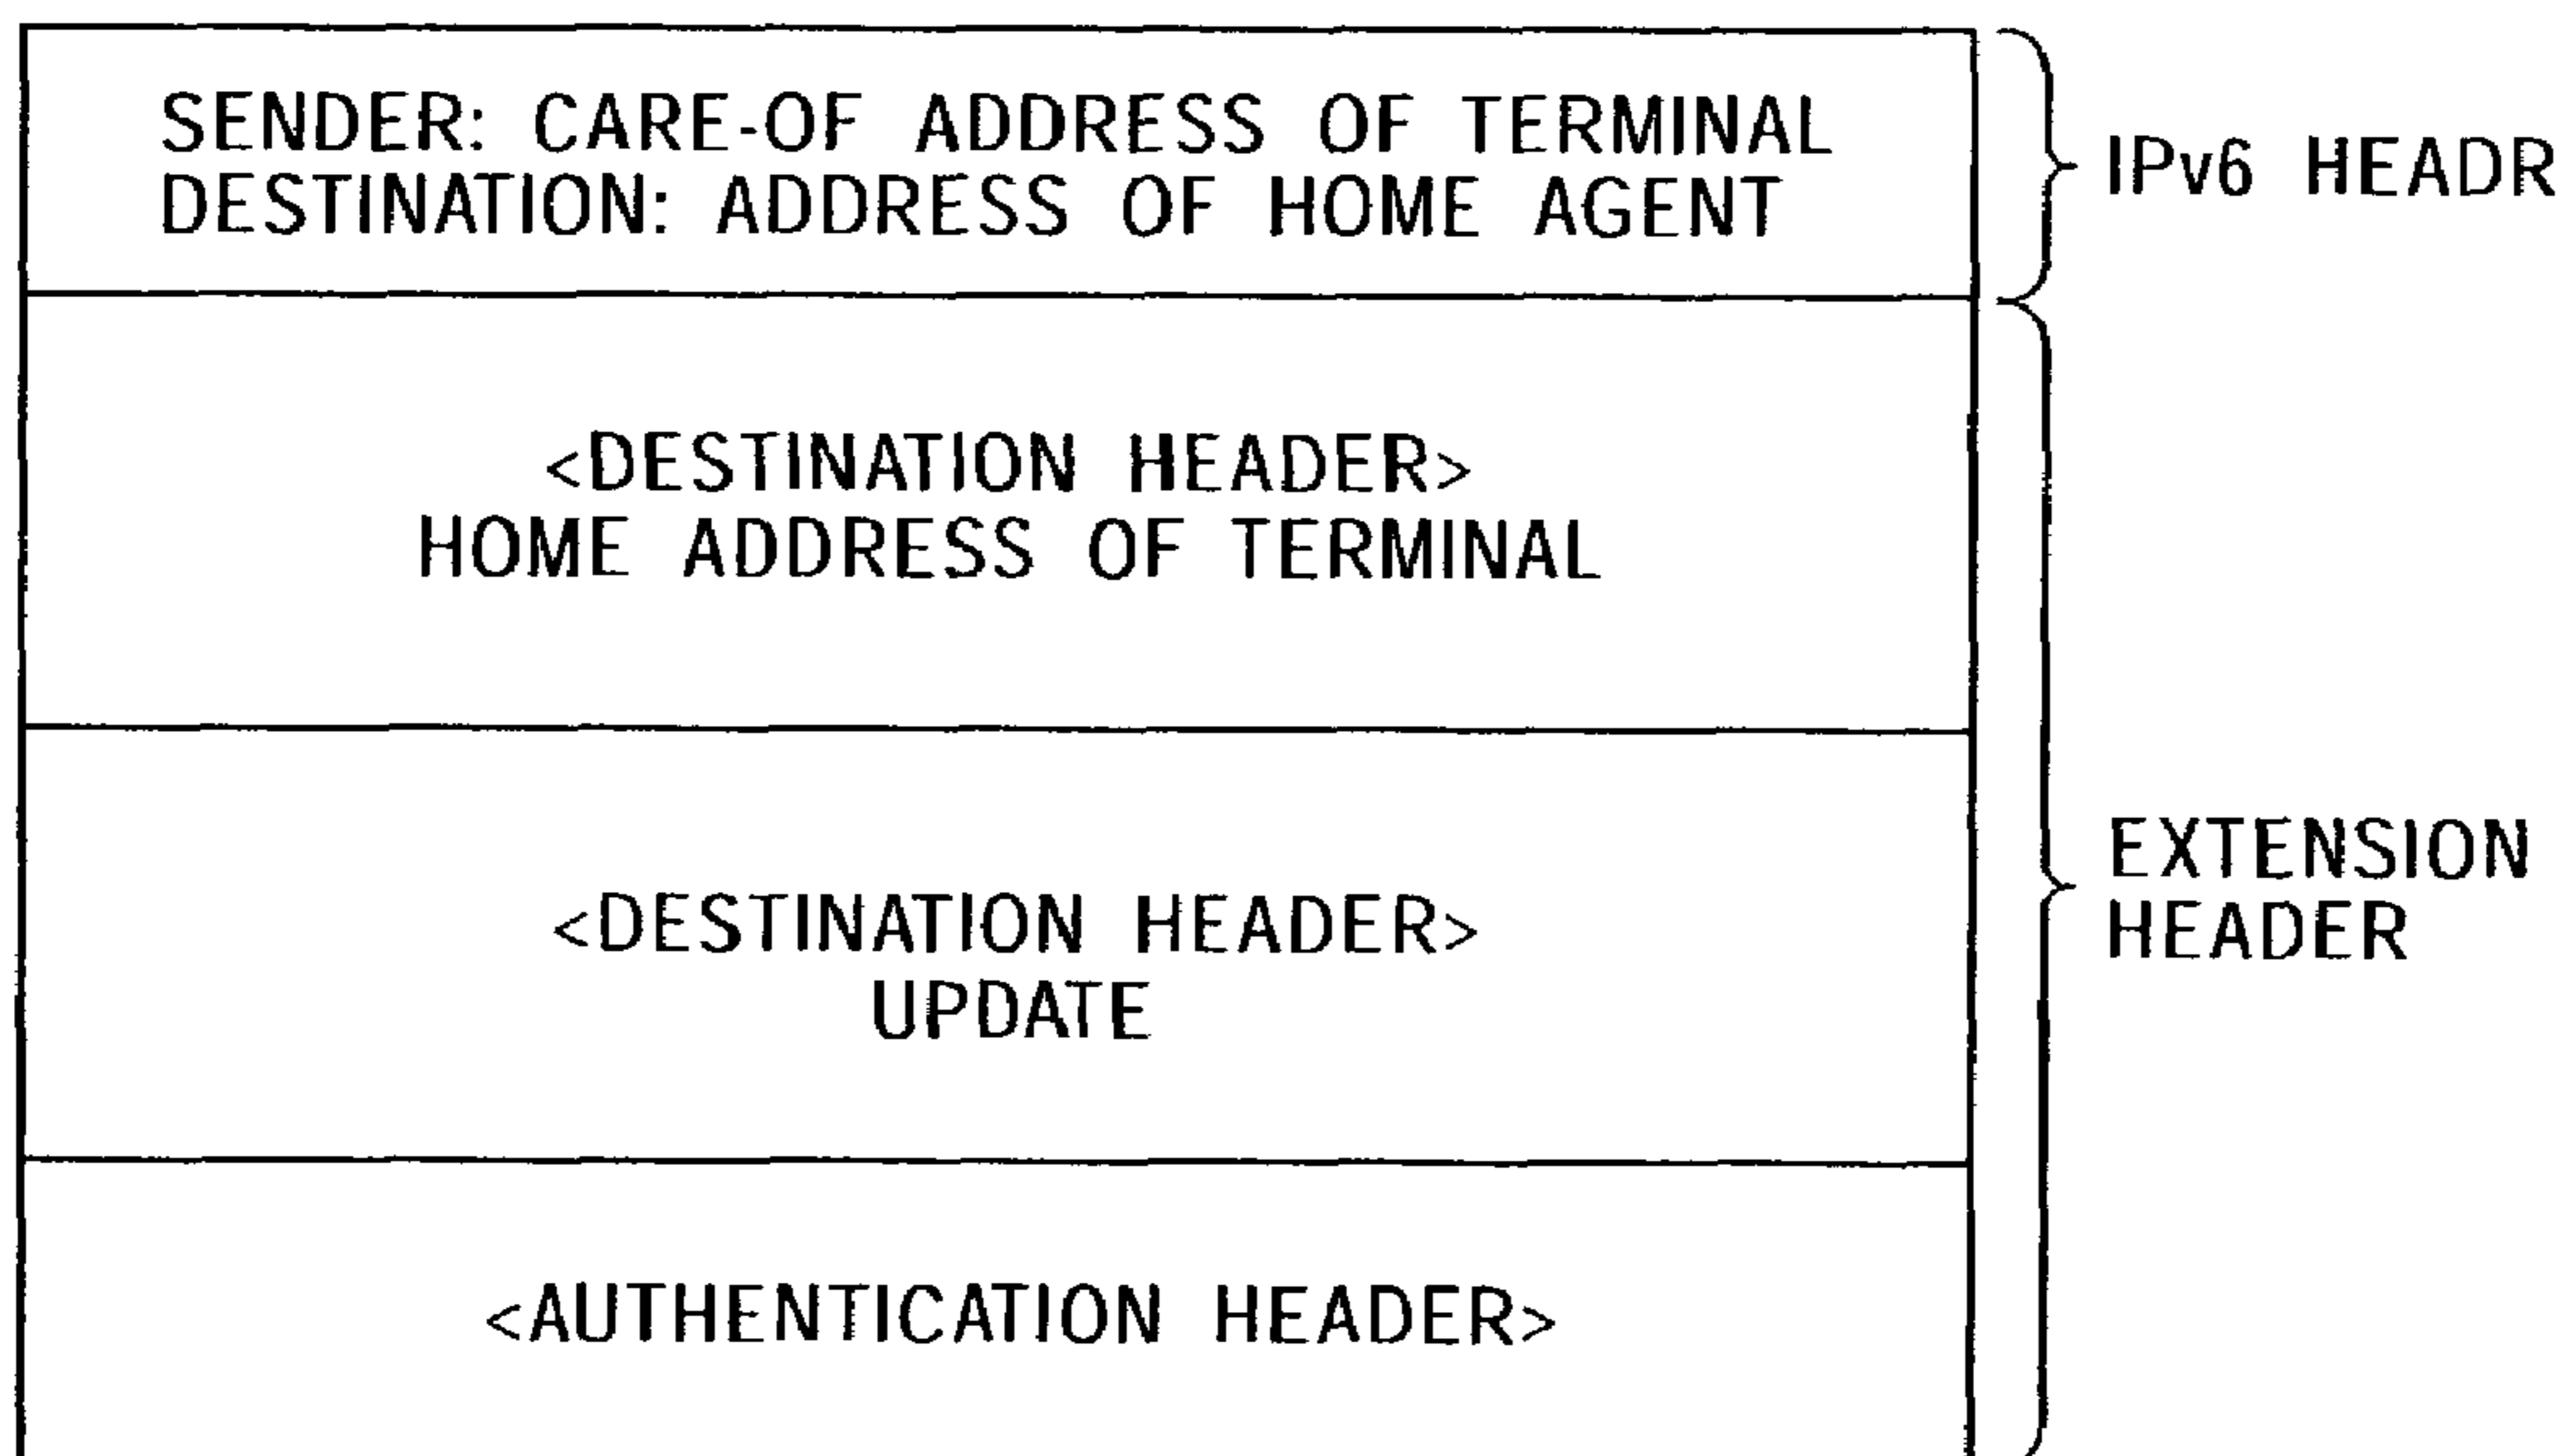 SENDER: CARE-OF ADDRESS OF TERMINAL
DESTINATION: ADDRESS OF HOME AGENT
IPv6 HEADR
<DESTINATION HEADER>
HOME ADDRESS OF TERMINAL
<DESTINATION HEADER>
UPDATE
EXTENSION
HEADER
<AUTHENTICATION HEADER>